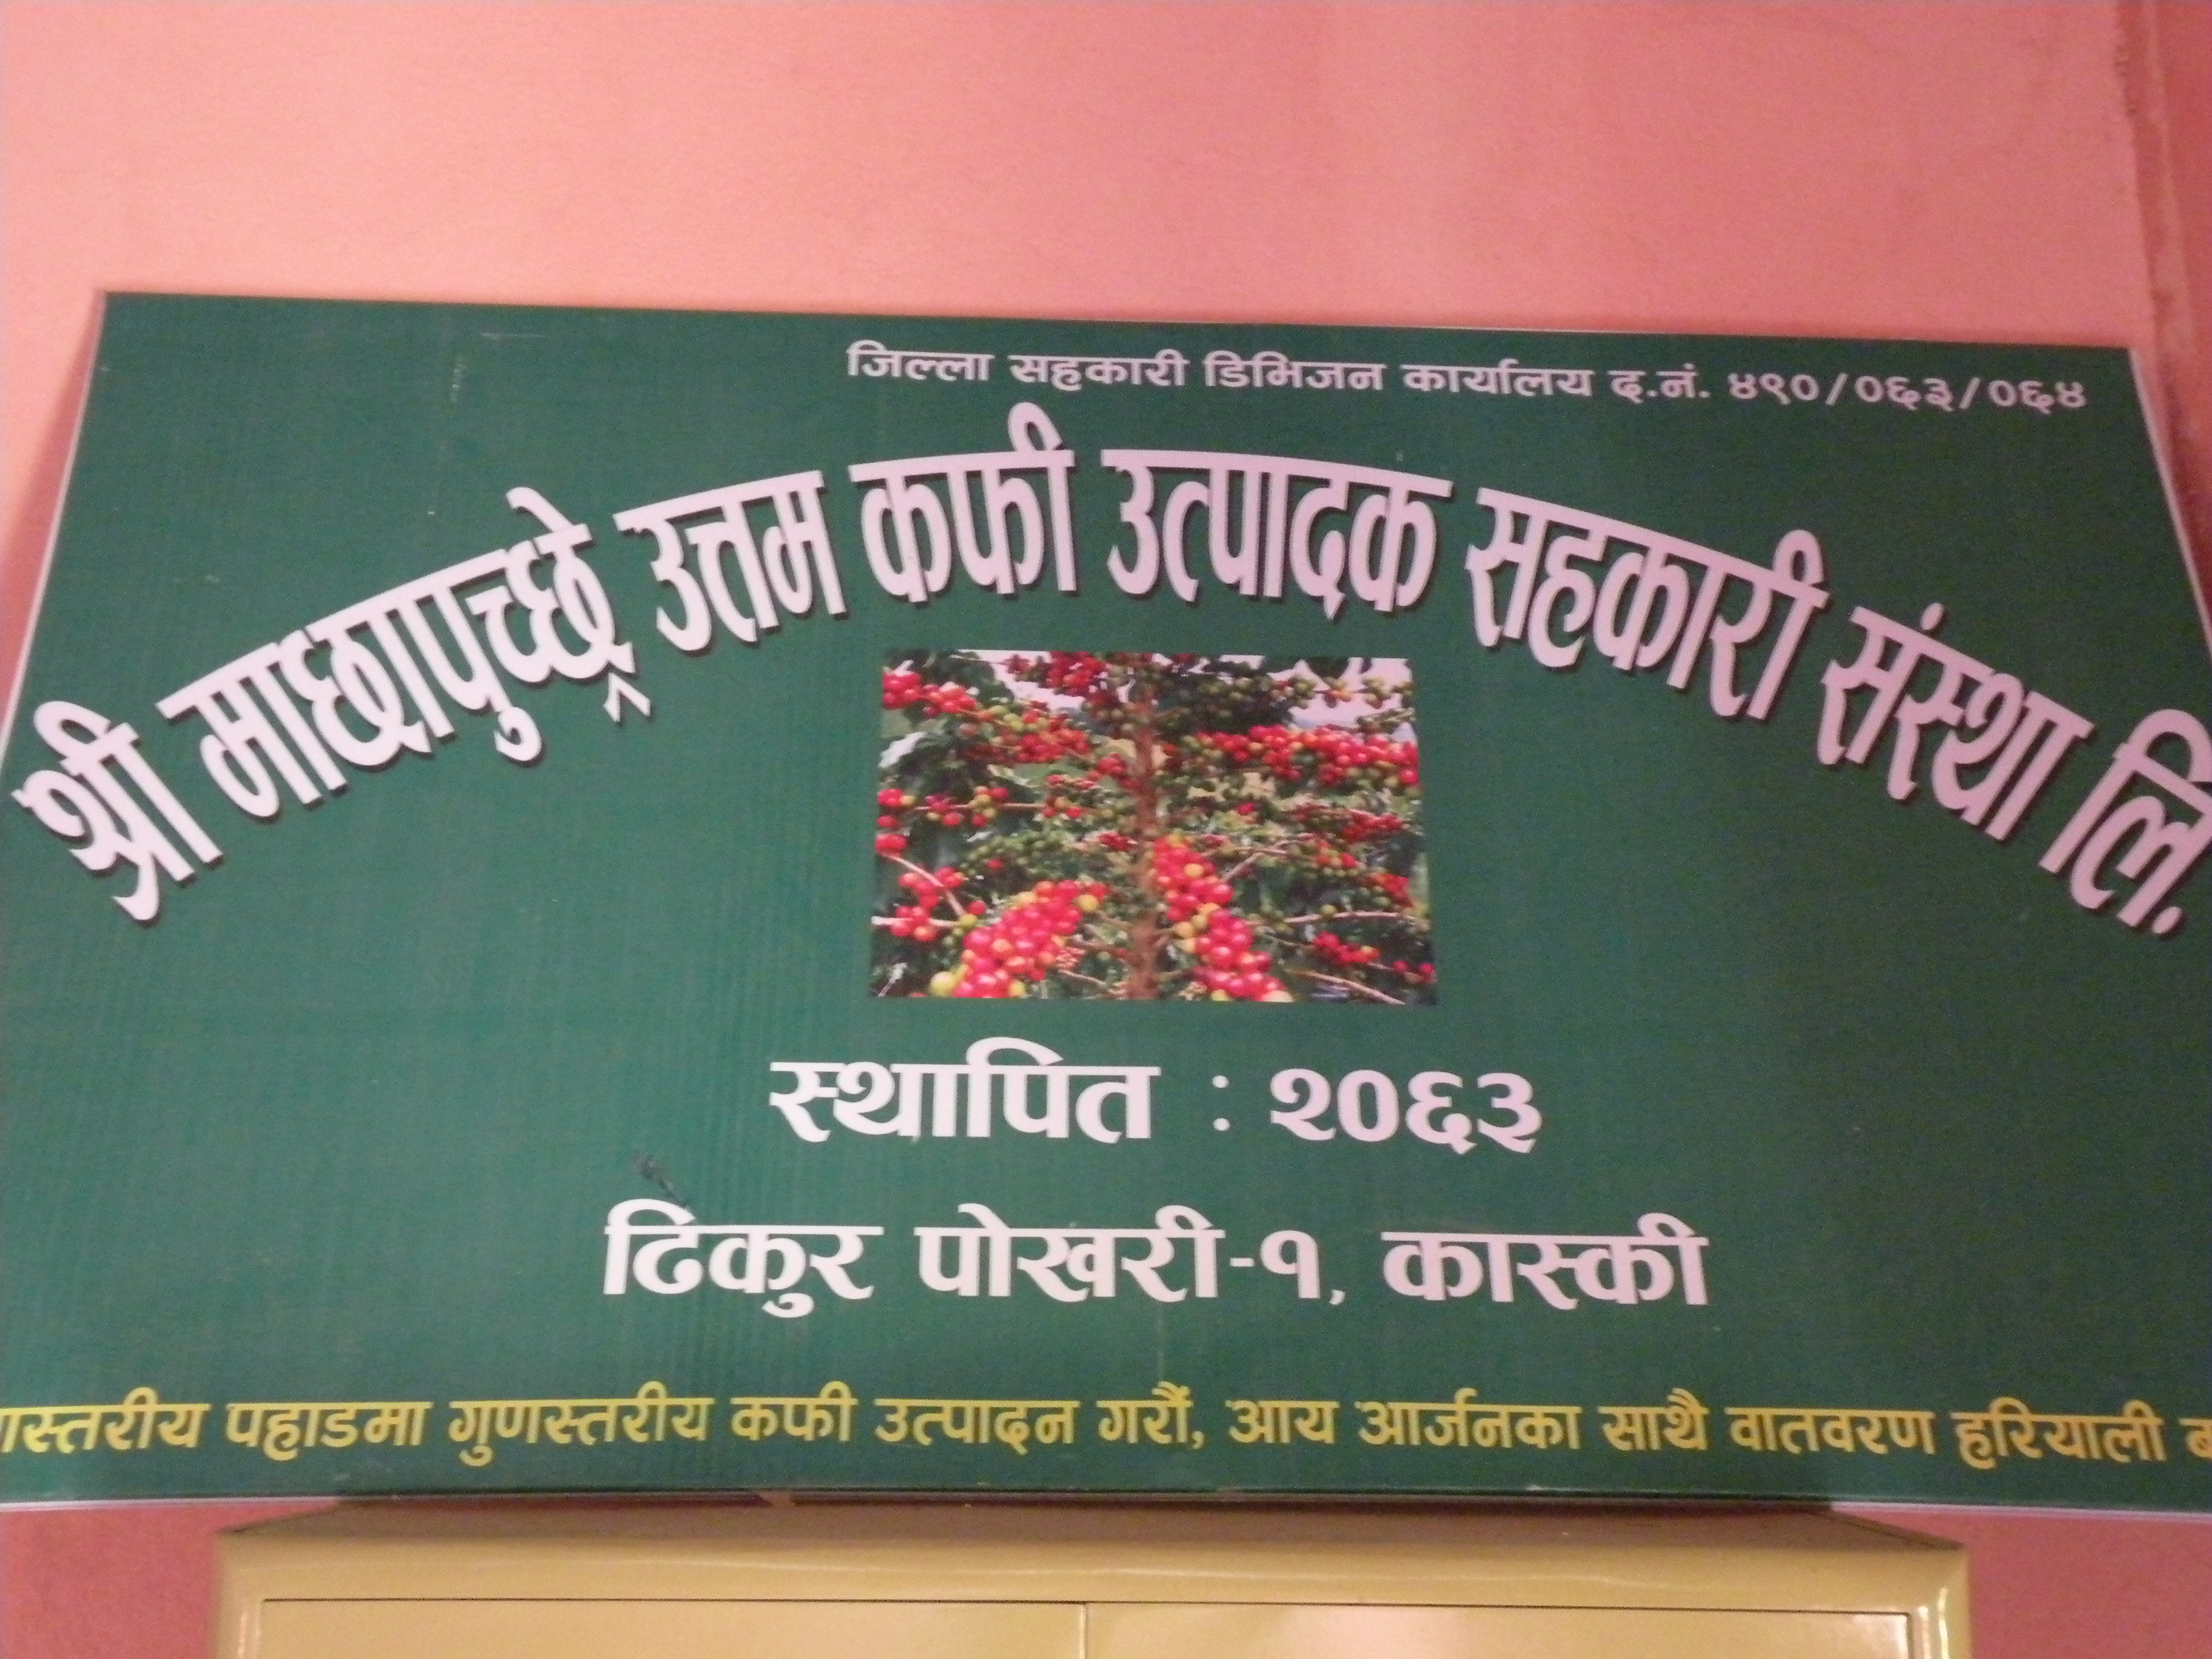 जिल्ला सहकारी डिभिजन कार्यालय द.नं. ४९०/०६३/०६४
श्री माछापुच्छ्रे उत्तम कफी उत्पादक सहकारी संस्था लि.
स्थापित : २०६३
ढिकुर पोखरी-१, कास्की
पहाडमा गुणस्तरीय कफी उत्पादन गरौं, आय आर्जनका साथै वातवरण हरियाली